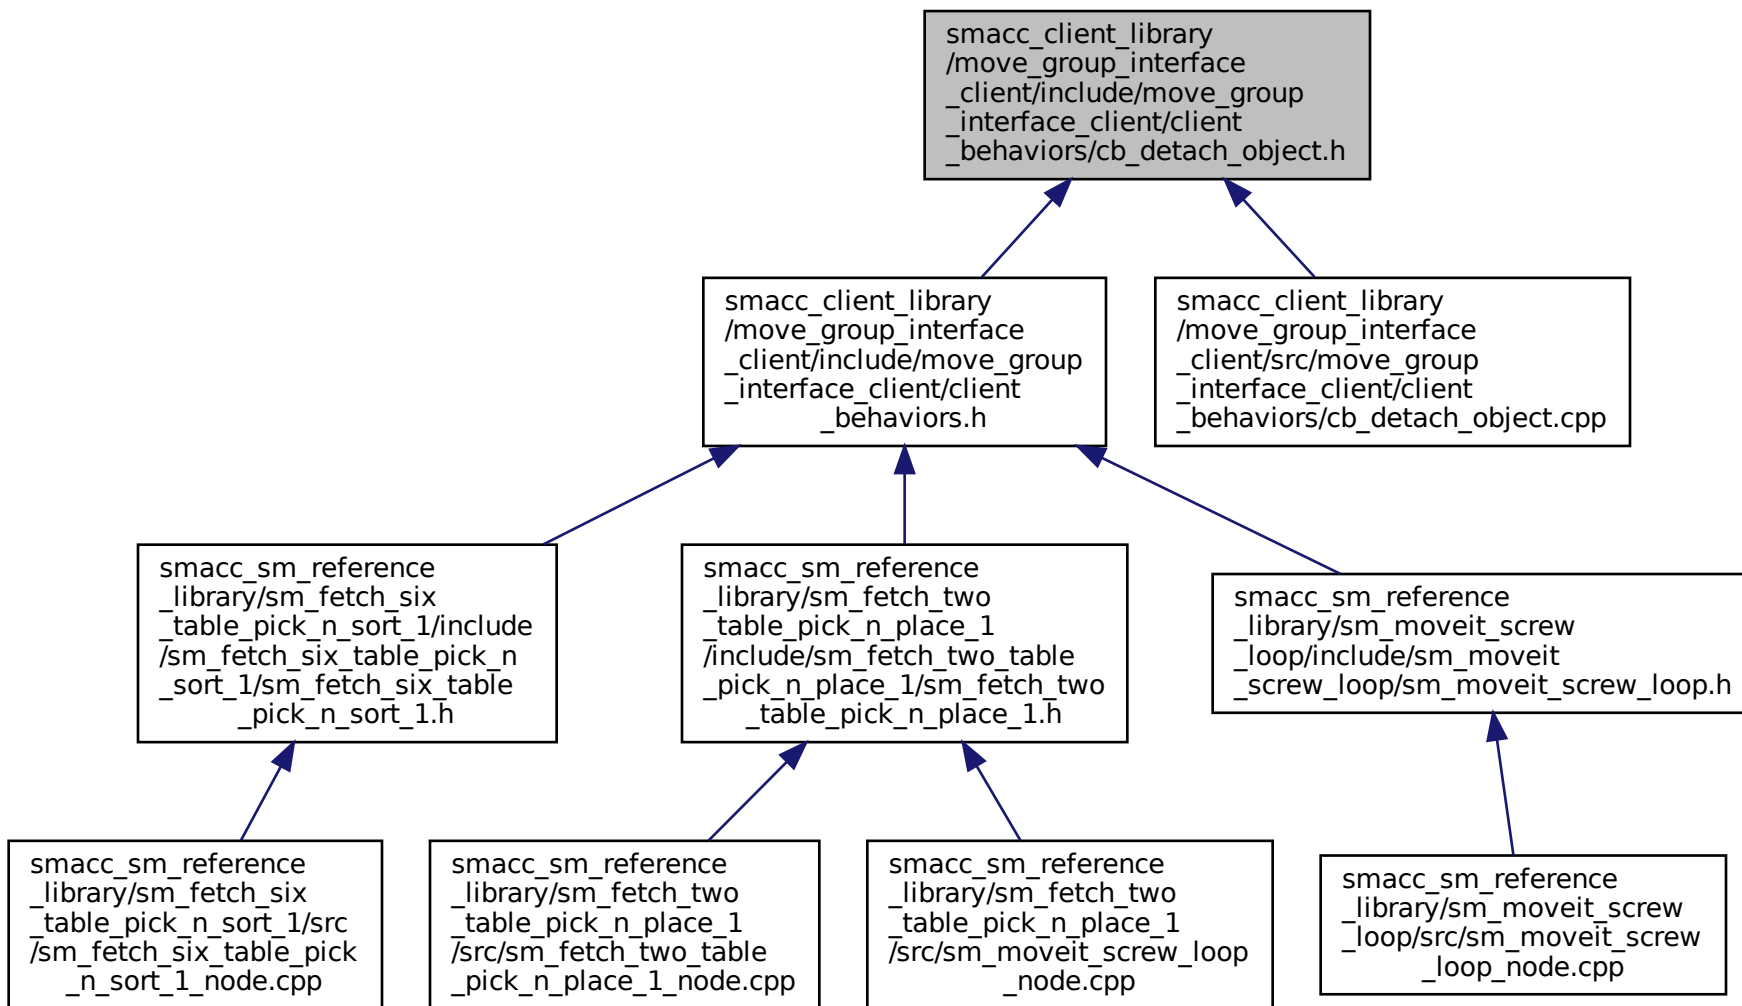 smacc_client_library
/move_group_interface
_client/include/move_group
_interface_client/client
_behaviors/cb_detach_object.h
smacc_client_library
/move_group_interface
_client/include/move_group
_interface_client/client
_behaviors.h
smacc_client_library
/move_group_interface
_client/src/move_group
_interface_client/client
_behaviors/cb_detach_object.cpp
smacc_sm_reference
_library/sm_fetch_six
_table_pick_n_sort_1/include
/sm_fetch_six_table_pick_n
_sort_1/sm_fetch_six_table
_pick_n_sort_1.h
smacc_sm_reference
_library/sm_fetch_two
_table_pick_n_place_1
/include/sm_fetch_two_table
_pick_n_place_1/sm_fetch_two
_table_pick_n_place_1.h
smacc_sm_reference
_library/sm_moveit_screw
_loop/include/sm_moveit
_screw_loop/sm_moveit_screw_loop.h
smacc_sm_reference
_library/sm_fetch_six
_table_pick_n_sort_1/src
/sm_fetch_six_table_pick
_n_sort_1_node.cpp
smacc_sm_reference
_library/sm_fetch_two
_table_pick_n_place_1
/src/sm_fetch_two_table
_pick_n_place_1_node.cpp
smacc_sm_reference
_library/sm_fetch_two
_table_pick_n_place_1
/src/sm_moveit_screw_loop
_node.cpp
smacc_sm_reference
_library/sm_moveit_screw
_loop/src/sm_moveit_screw
_loop_node.cpp